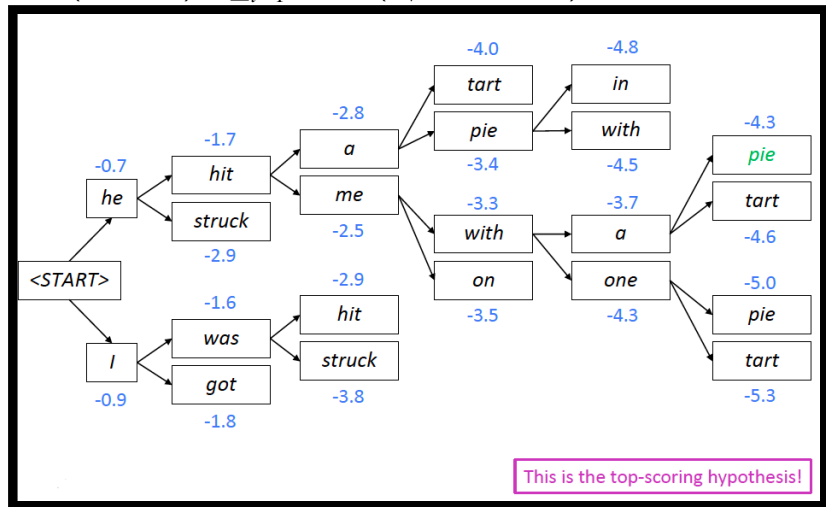 -4.0
-4.8
tart
in
-2.8
-4.3
-1.7
a
pie
with
pie
-0.7
hit
-3.4
-4.5
he
me
-3.3
-3.7
tart
struck
-2.5
with
a
-4.6
-2.9
<START>
-2.9
on
one
-5.0
-1.6
hit
-3.5
-4.3
pie
was
I
struck
tart
got
-0.9
-3.8
-5.3
-1.8
This is the top-scoring hypothesis!